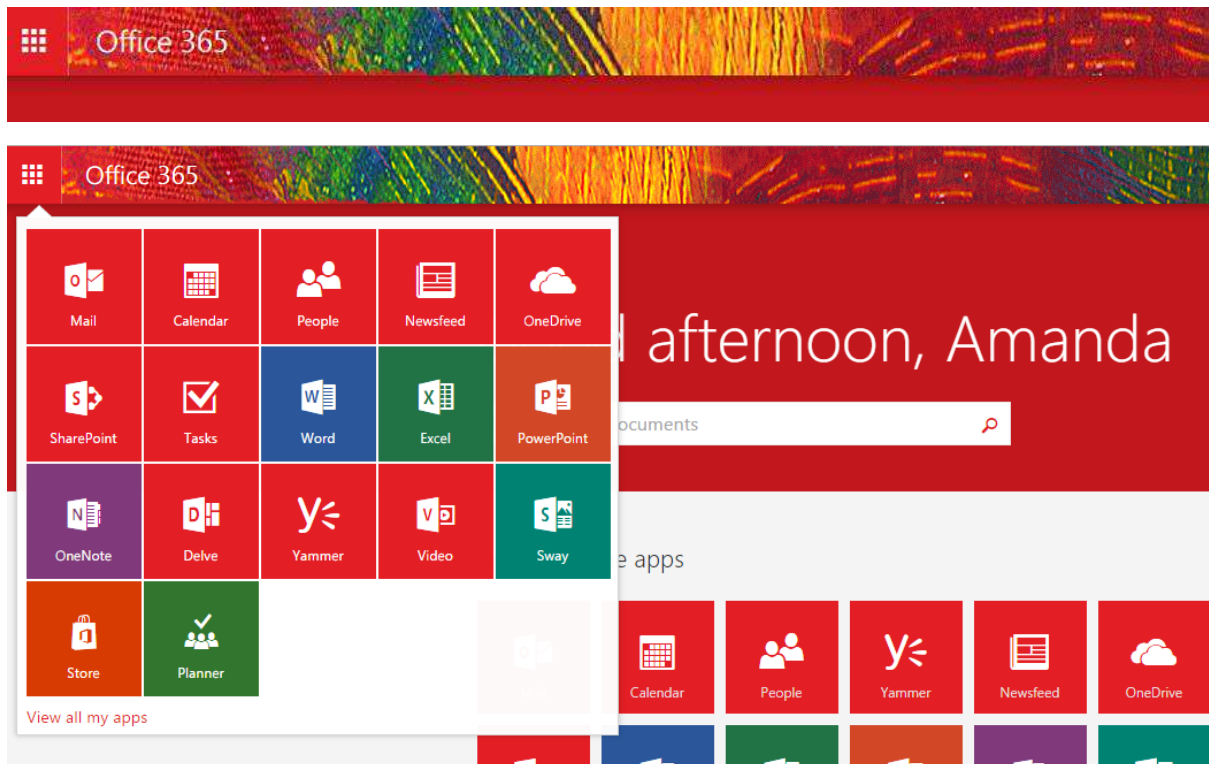 Office 365
Office 365
Mail Calendar People Newsfeed OneDrive
afternoon, Amanda
SharePoint Tasks Word Excel PowerPoint
OneNote Delve Yammer Video Sway
apps
Store Planner
Calendar People Yammer Newsfeed OneDrive
View all my apps